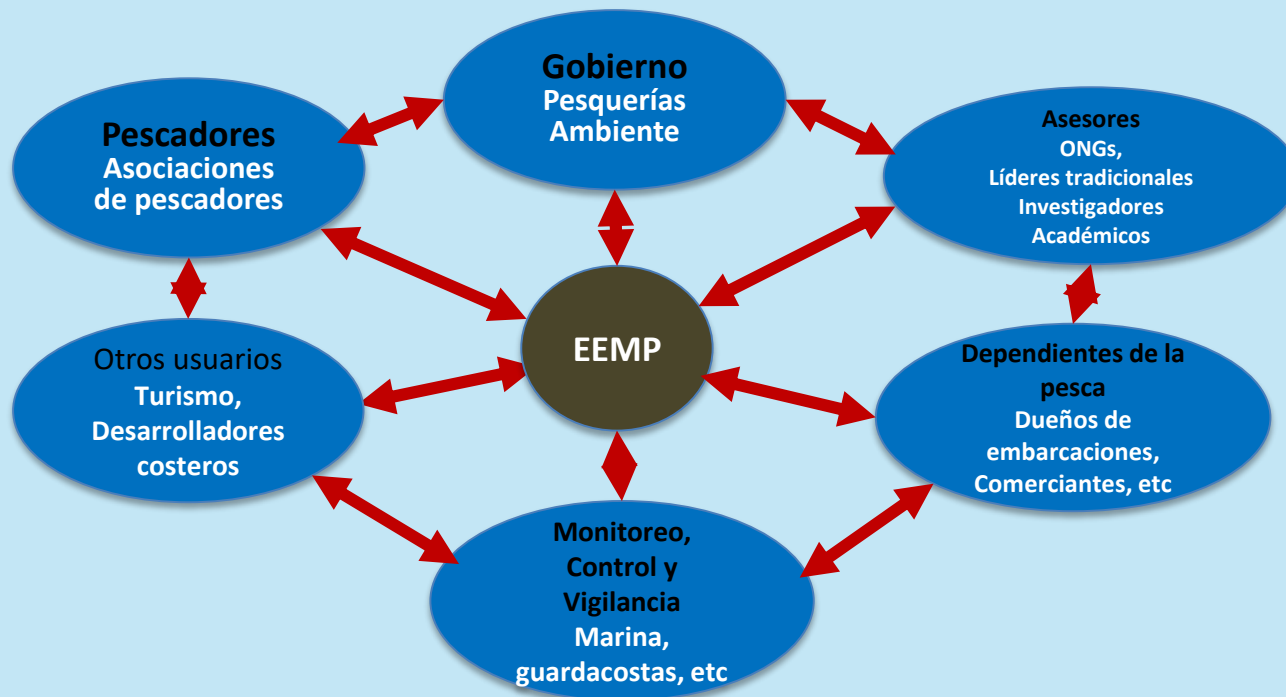 Gobierno
Pesquerías
Ambiente
Pescadores
Asociaciones
de pescadores
Asesores
ONGs,
Líderes tradicionales
Investigadores
Académicos
EEMP
Otros usuarios
Turismo,
Desarrolladores
costeros
Dependientes de la
pesca
Dueños de
embarcaciones,
Comerciantes, etc
Monitoreo,
Control y
Vigilancia
Marina,
guardacostas, etc